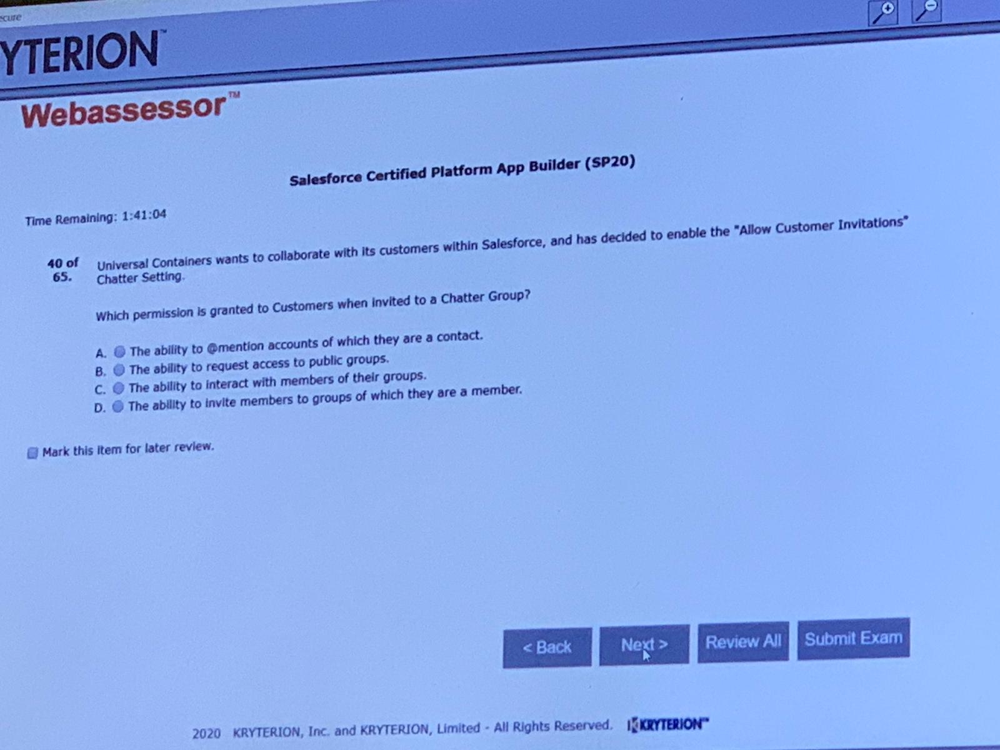 ecure
YTERION™
Webassessor™
Salesforce Certified Platform App Builder (SP20)
Time Remaining: 1:41:04
40 of 65. Universal Containers wants to collaborate with its customers within Salesforce, and has decided to enable the "Allow Customer Invitations"
Chatter Setting.
Which permission is granted to Customers when invited to a Chatter Group?
A. The ability to @mention accounts of which they are a contact.
B. The ability to request access to public groups.
C. The ability to interact with members of their groups.
D. The ability to invite members to groups of which they are a member.
Mark this item for later review.
< Back Next > Review All Submit Exam
2020 KRYTERION, Inc. and KRYTERION, Limited - All Rights Reserved. KRYTERION™